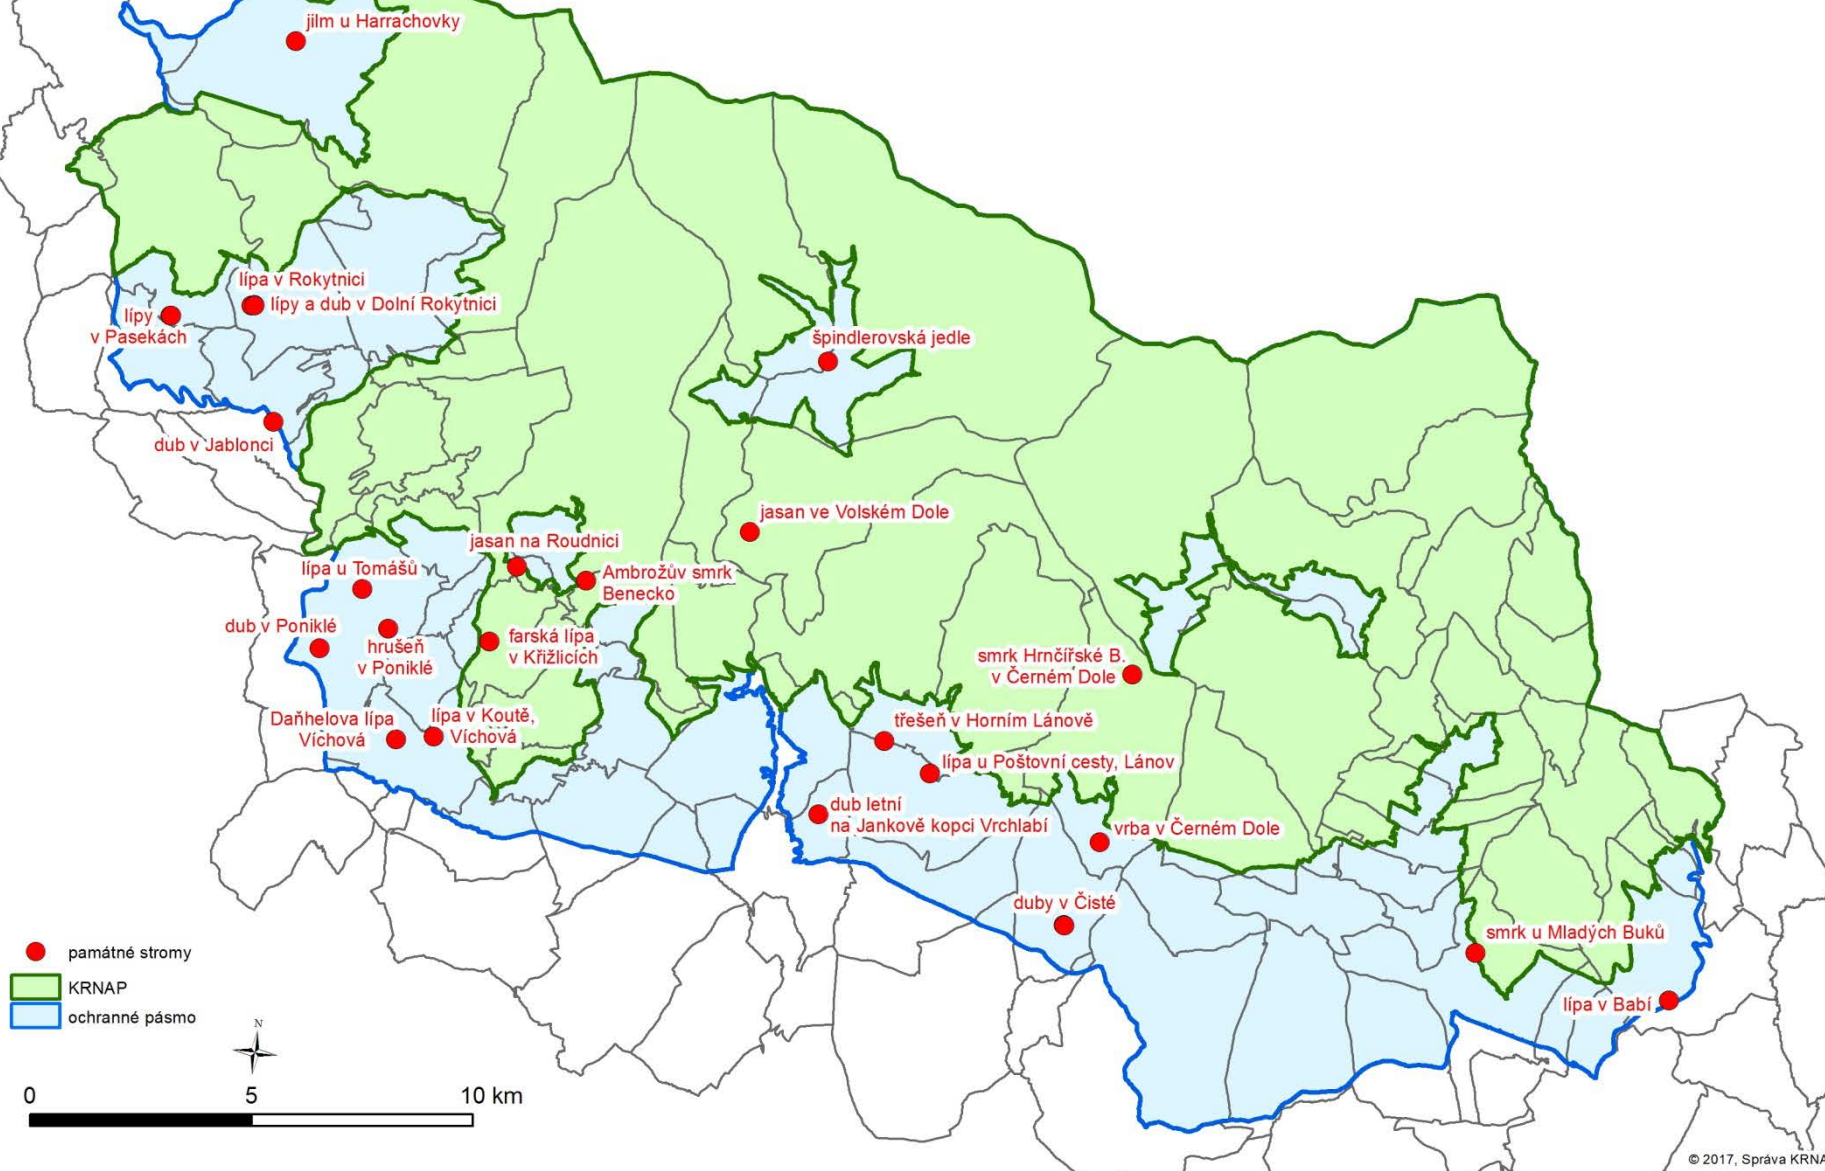 jilm u Harrachovky
lípa v Rokytnici
lípy a dub v Dolní Rokytnici
lípy
v Pasekách
špindlerovská jedle
dub v Jablonci
jasan ve Volském Dole
jasan na Roudnici
lípa u Tomášů
Ambrožův smrk
Benecko
dub v Poniklé
hrušeň
v Poniklé
farská lípa
v Křížlicích
smrk Hrnčířské B.
v Černém Dole
Daňhelova lípa
Víchová
lípa v Koutě,
Víchová
třešeň v Horním Lánově
lípa u Poštovní cesty, Lánov
dub letní
na Jankově kopci Vrchlabí
vrba v Černém Dole
duby v Čisté
smrk u Mladých Buků
lípa v Babí
památné stromy
KRNAP
ochranné pásmo
N
0 5 10 km
© 2017, Správa KRNA